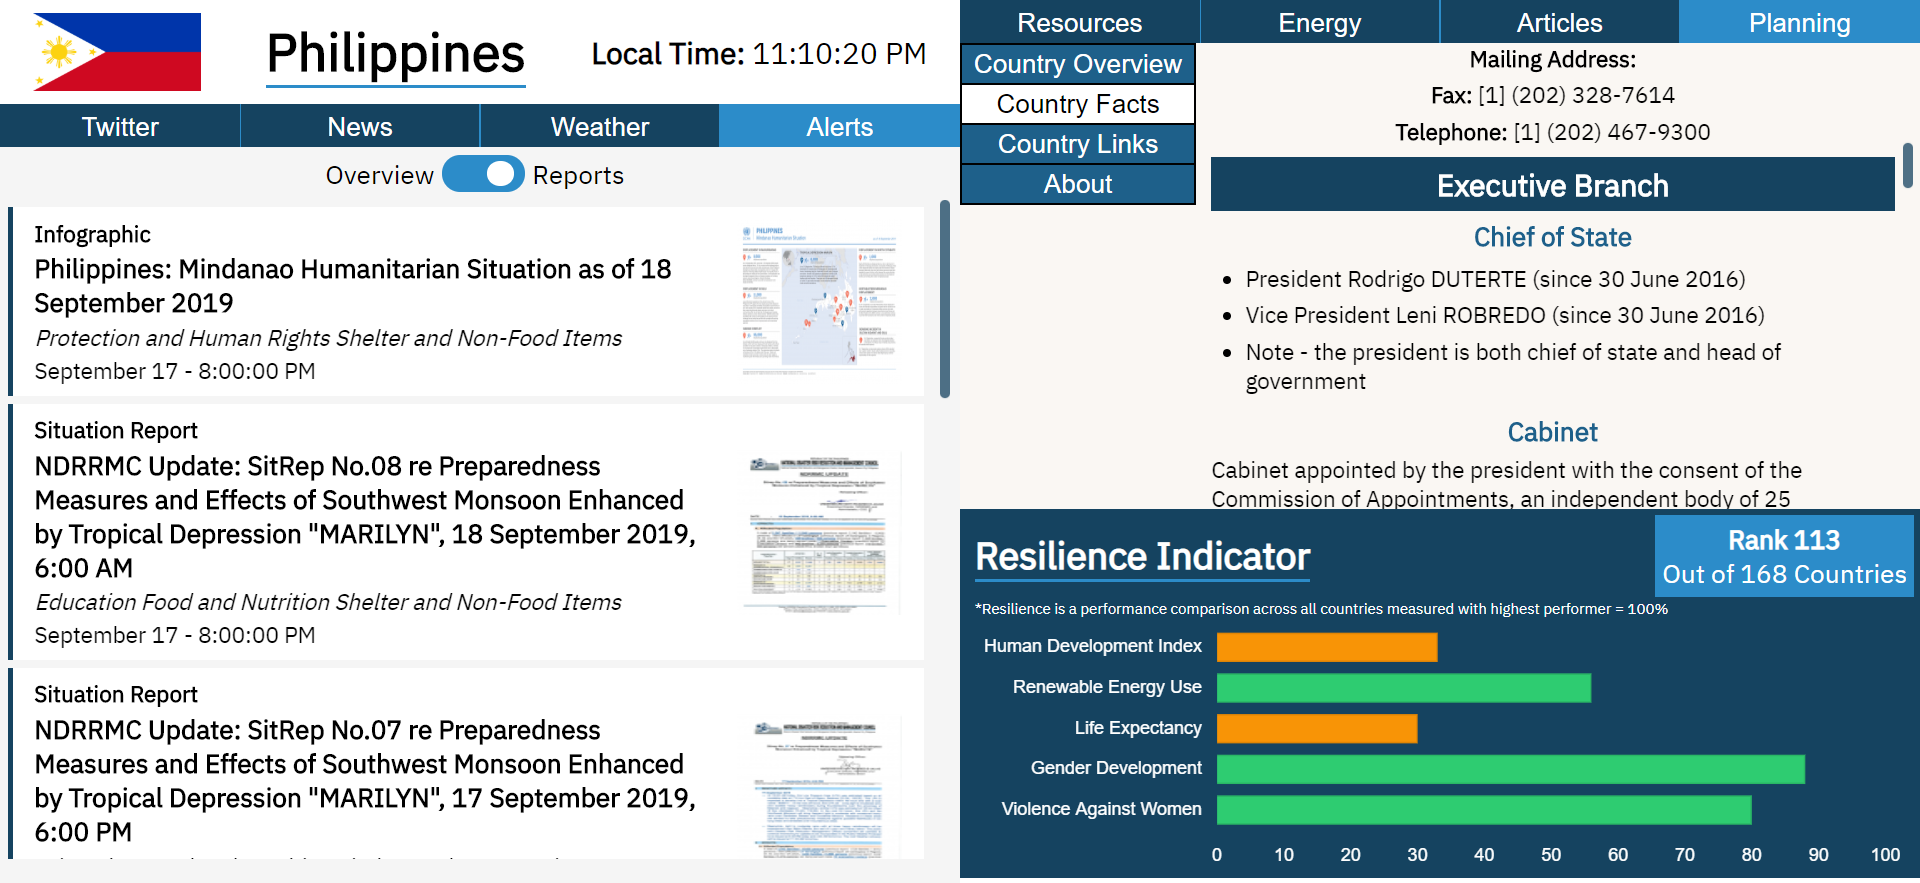 Philippines
Local Time: 11:10:20 PM
Twitter
News
Weather
Alerts
Overview
Reports
Infographic
Philippines: Mindanao Humanitarian Situation as of 18
September 2019
Protection and Human Rights Shelter and Non-Food Items
September 17 - 8:00:00 PM
Situation Report
NDRRMC Update: SitRep No.08 re Preparedness
Measures and Effects of Southwest Monsoon Enhanced
by Tropical Depression "MARILYN", 18 September 2019,
6:00 AM
Education Food and Nutrition Shelter and Non-Food Items
September 17 - 8:00:00 PM
Situation Report
NDRRMC Update: SitRep No.07 re Preparedness
Measures and Effects of Southwest Monsoon Enhanced
by Tropical Depression "MARILYN", 17 September 2019,
6:00 PM
Resources
Energy
Articles
Planning
Country Overview
Country Facts
Country Links
About
Mailing Address:
Fax: [1] (202) 328-7614
Telephone: [1] (202) 467-9300
Executive Branch
Chief of State
• President Rodrigo DUTERTE (since 30 June 2016)
• Vice President Leni ROBREDO (since 30 June 2016)
• Note - the president is both chief of state and head of
government
Cabinet
Cabinet appointed by the president with the consent of the
Commission of Appointments, an independent body of 25
Resilience Indicator
Rank 113
Out of 168 Countries
*Resilience is a performance comparison across all countries measured with highest performer = 100%
Human Development Index
Renewable Energy Use
Life Expectancy
Gender Development
Violence Against Women
0 10 20 30 40 50 60 70 80 90 100